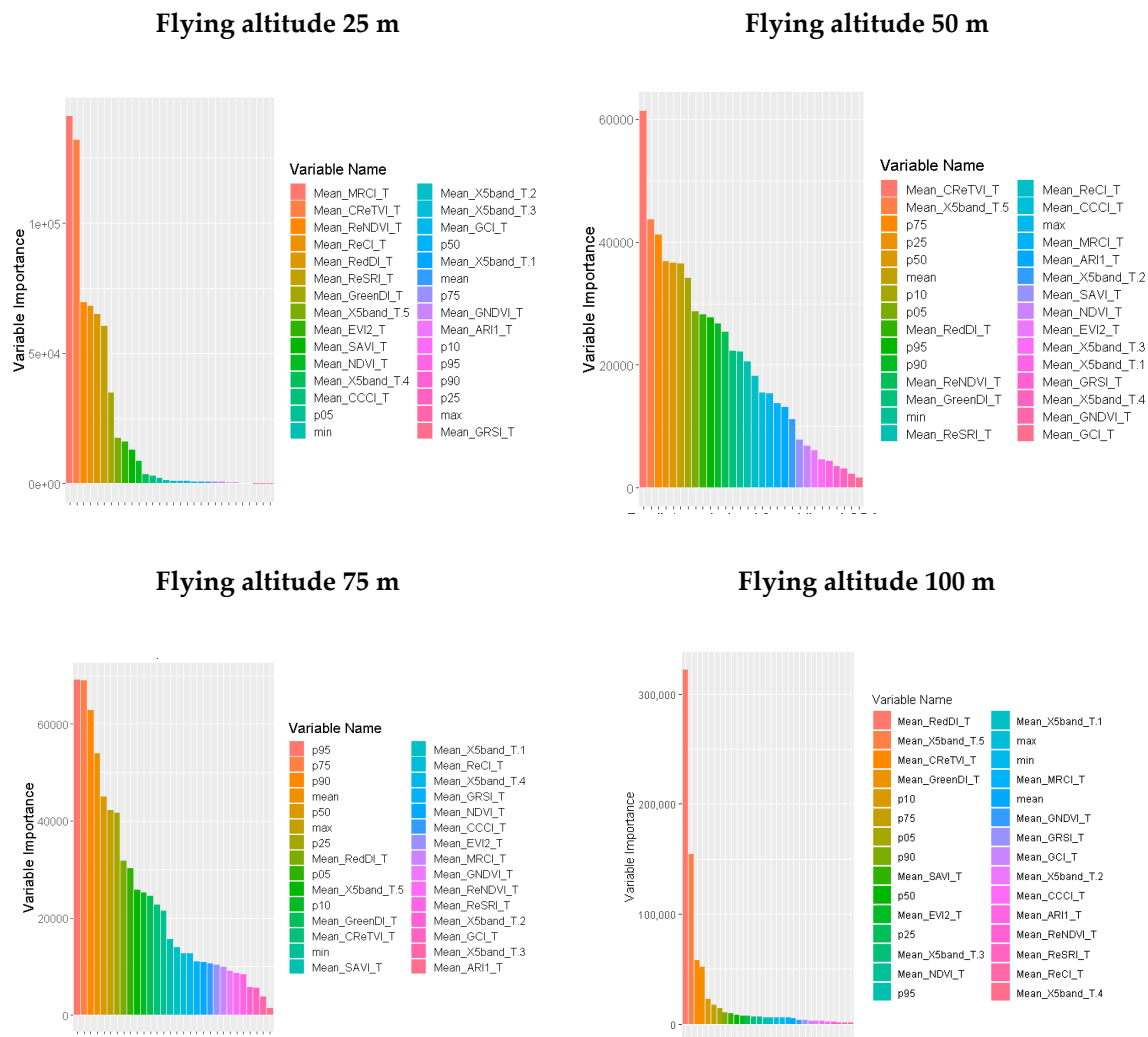 Flying altitude 25 m
Variable Importance
1e+05
5e+04
0e+00
Variable Name
Mean_MRCI_T
Mean_CReTVI_T
Mean_ReNDVI_T
Mean_ReCI_T
Mean_RedDI_T
Mean_ReSRI_T
Mean_GreenDI_T
Mean_X5band_T.5
Mean_EVI2_T
Mean_SAVI_T
Mean_NDVI_T
Mean_X5band_T.4
Mean_CCCI_T
p05
min
Mean_X5band_T.2
Mean_X5band_T.3
Mean_GCI_T
p50
Mean_X5band_T.1
mean
p75
Mean_GNDVI_T
Mean_ARI1_T
p10
p95
p90
p25
max
Mean_GRSI_T
Flying altitude 50 m
Variable Importance
60000
40000
20000
0
Variable Name
Mean_CReTVI_T
Mean_X5band_T.5
p75
p25
p50
mean
p10
p05
Mean_RedDI_T
p95
p90
Mean_ReNDVI_T
Mean_GreenDI_T
min
Mean_ReSRI_T
Mean_ReCI_T
Mean_CCCI_T
max
Mean_MRCI_T
Mean_ARI1_T
Mean_X5band_T.2
Mean_SAVI_T
Mean_NDVI_T
Mean_EVI2_T
Mean_X5band_T.3
Mean_X5band_T.1
Mean_GRSI_T
Mean_X5band_T.4
Mean_GNDVI_T
Mean_GCI_T
Flying altitude 75 m
Variable Importance
60000
40000
20000
0
Variable Name
p95
p75
p90
mean
p50
max
p25
Mean_RedDI_T
p05
Mean_X5band_T.5
p10
Mean_GreenDI_T
Mean_CReTVI_T
min
Mean_SAVI_T
Mean_X5band_T.1
Mean_ReCI_T
Mean_X5band_T.4
Mean_GRSI_T
Mean_NDVI_T
Mean_CCCI_T
Mean_EVI2_T
Mean_MRCI_T
Mean_GNDVI_T
Mean_ReNDVI_T
Mean_ReSRI_T
Mean_X5band_T.2
Mean_GCI_T
Mean_X5band_T.3
Mean_ARI1_T
Flying altitude 100 m
Variable Importance
300,000
200,000
100,000
0
Variable Name
Mean_RedDI_T
Mean_X5band_T.5
Mean_CReTVI_T
Mean_GreenDI_T
p10
p75
p05
p90
Mean_SAVI_T
p50
Mean_EVI2_T
p25
Mean_X5band_T.3
Mean_NDVI_T
p95
Mean_X5band_T.1
max
min
Mean_MRCI_T
mean
Mean_GNDVI_T
Mean_GRSI_T
Mean_GCI_T
Mean_X5band_T.2
Mean_CCCI_T
Mean_ARI1_T
Mean_ReNDVI_T
Mean_ReSRI_T
Mean_ReCI_T
Mean_X5band_T.4